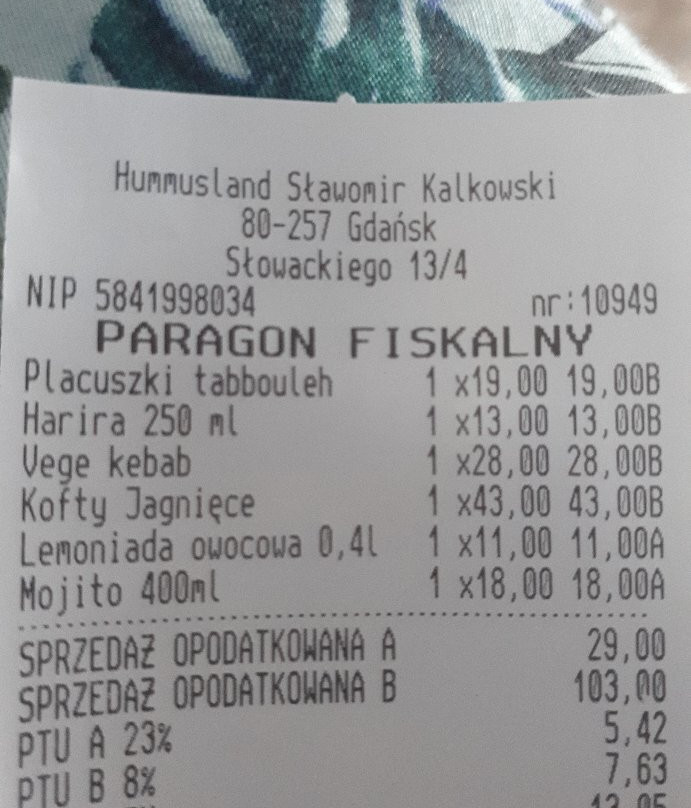 Hummusland Sławomir Kalkowski
80-257 Gdańsk
Słowackiego 13/4
NIP 5841998034 nr:10949
PARAGON FISKALNY
Placuszki tabbouleh 1 x19,00 19,00B
Harira 250 ml 1 x13,00 13,00B
Vege kebab 1 x28,00 28,00B
Kofty Jagnięce 1 x43,00 43,00B
Lemoniada owocowa 0,4l 1 x11,00 11,00A
Mojito 400ml 1 x18,00 18,00A
SPRZEDAŻ OPODATKOWANA A 29,00
SPRZEDAŻ OPODATKOWANA B 103,00
PTU A 23% 5,42
PTU B 8% 7,63